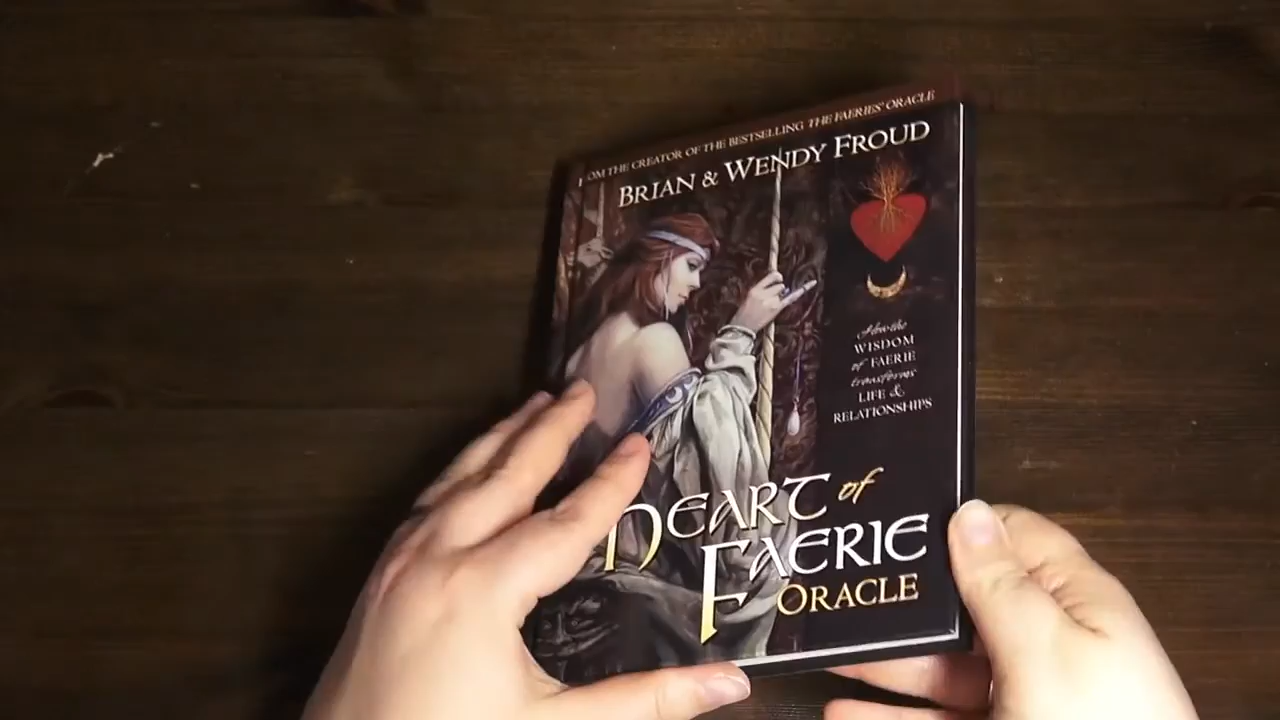 FROM THE CREATOR OF THE BESTSELLING THE FAERIES' ORACLE
BRIAN & WENDY FROUD
How the
WISDOM
of FAERIE
transforms
LIFE &
RELATIONSHIPS
HEART of
FAERIE
ORACLE